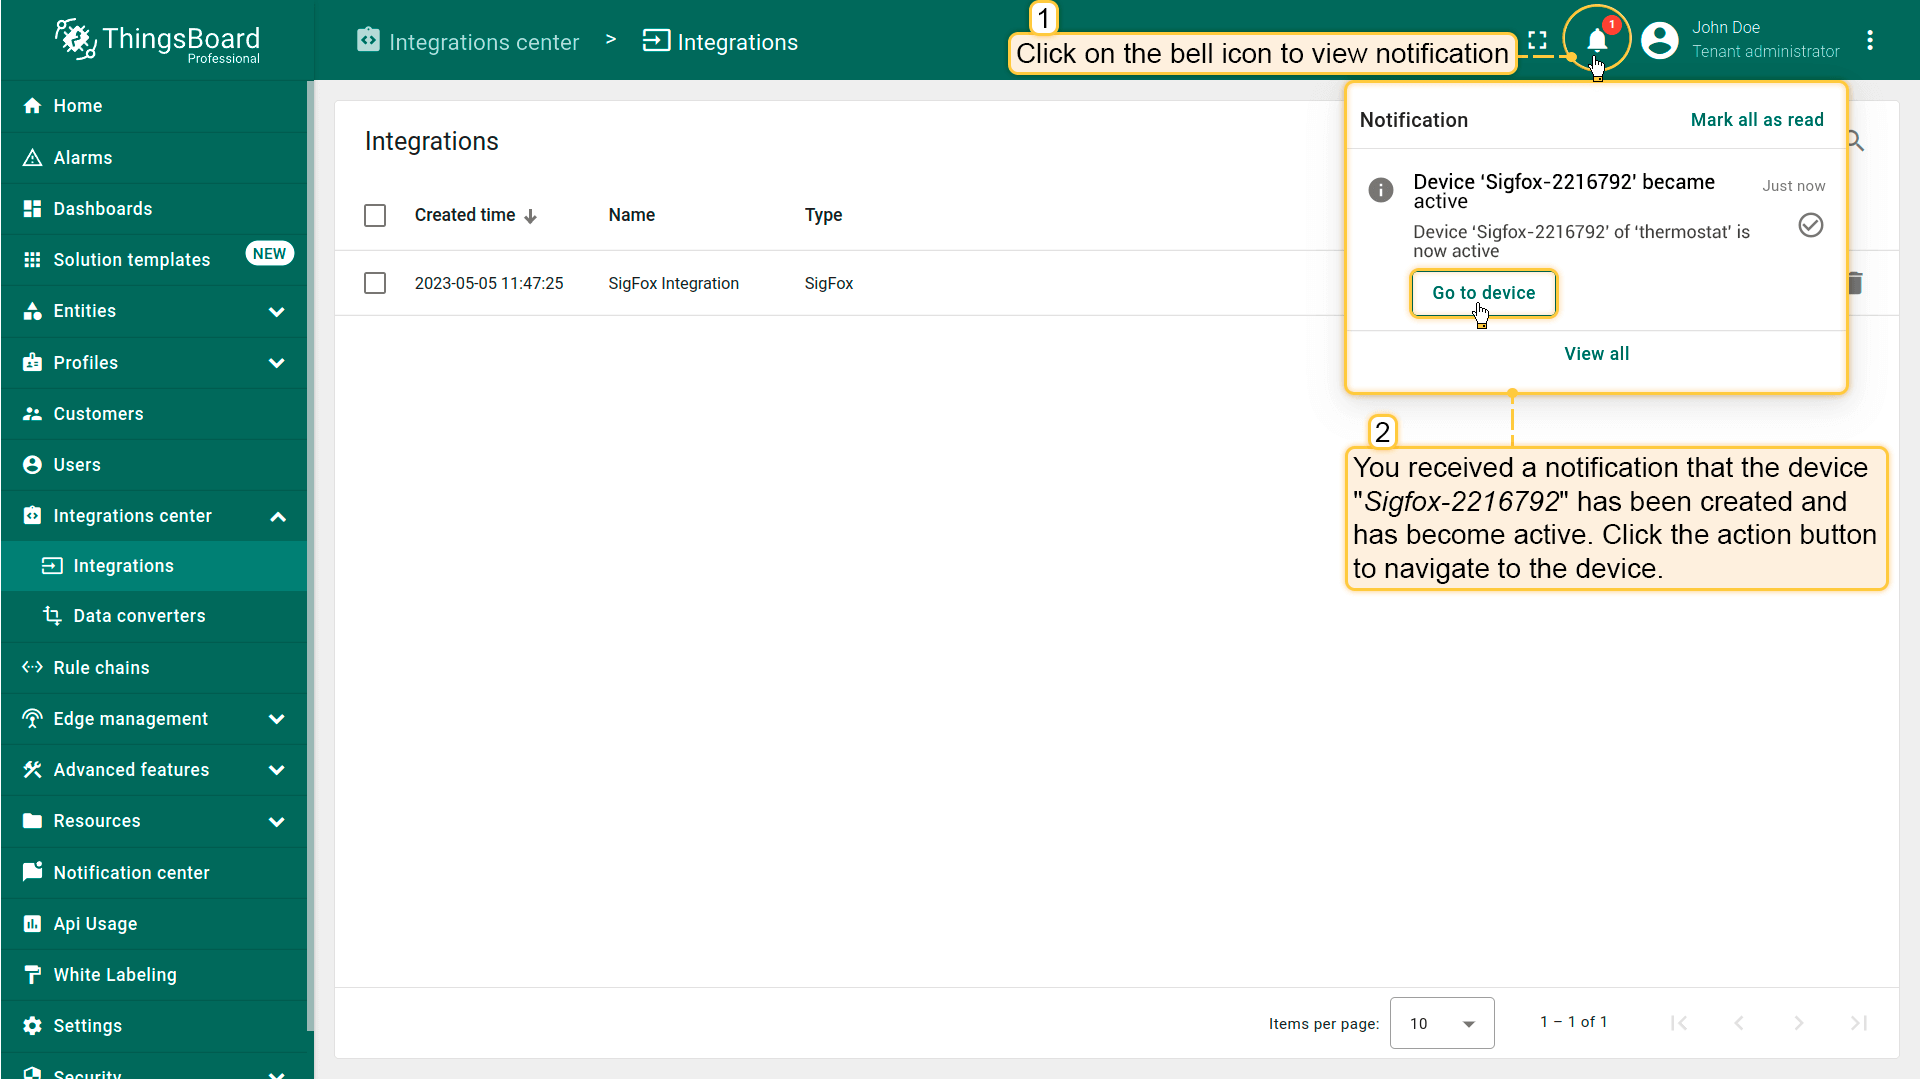 ThingsBoard
Professional
Integrations center > Integrations
1
Click on the bell icon to view notification
1
John Doe
Tenant administrator
Home
Alarms
Dashboards
Solution templates NEW
Entities
Profiles
Customers
Users
Integrations center
Integrations
Data converters
Rule chains
Edge management
Advanced features
Resources
Notification center
Api Usage
White Labeling
Settings
Security
Integrations
Created time Name Type
2023-05-05 11:47:25 SigFox Integration SigFox
Notification Mark all as read
Device ‘Sigfox-2216792’ became
active
Just now
Device ‘Sigfox-2216792’ of ‘thermostat’ is
now active
Go to device
View all
2
You received a notification that the device
"Sigfox-2216792" has been created and
has become active. Click the action button
to navigate to the device.
Items per page: 10 1 – 1 of 1